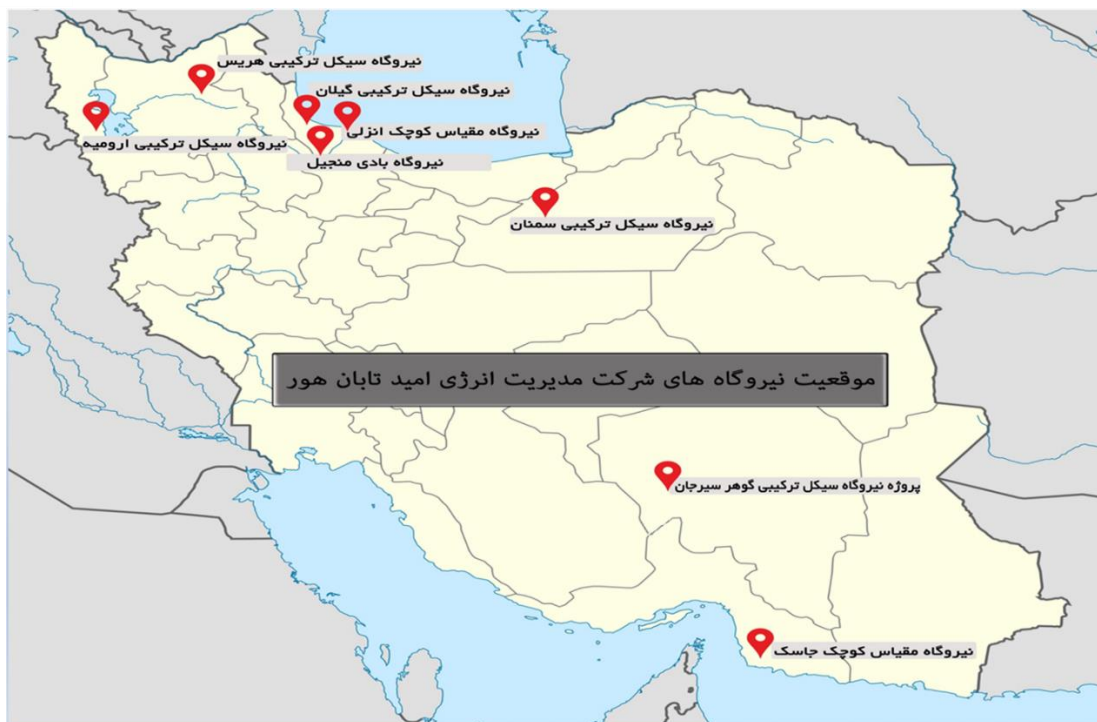 نیروگاه سیکل ترکیبی هریس
نیروگاه سیکل ترکیبی گیلان
نیروگاه مقیاس کوچک انزلی
نیروگاه سیکل ترکیبی ارومیه
نیروگاه بادی منجیل
نیروگاه سیکل ترکیبی سمنان
موقعیت نیروگاه های شرکت مدیریت انرژی امید تابان هور
پروژه نیروگاه سیکل ترکیبی گوهر سیرجان
نیروگاه مقیاس کوچک جاسک